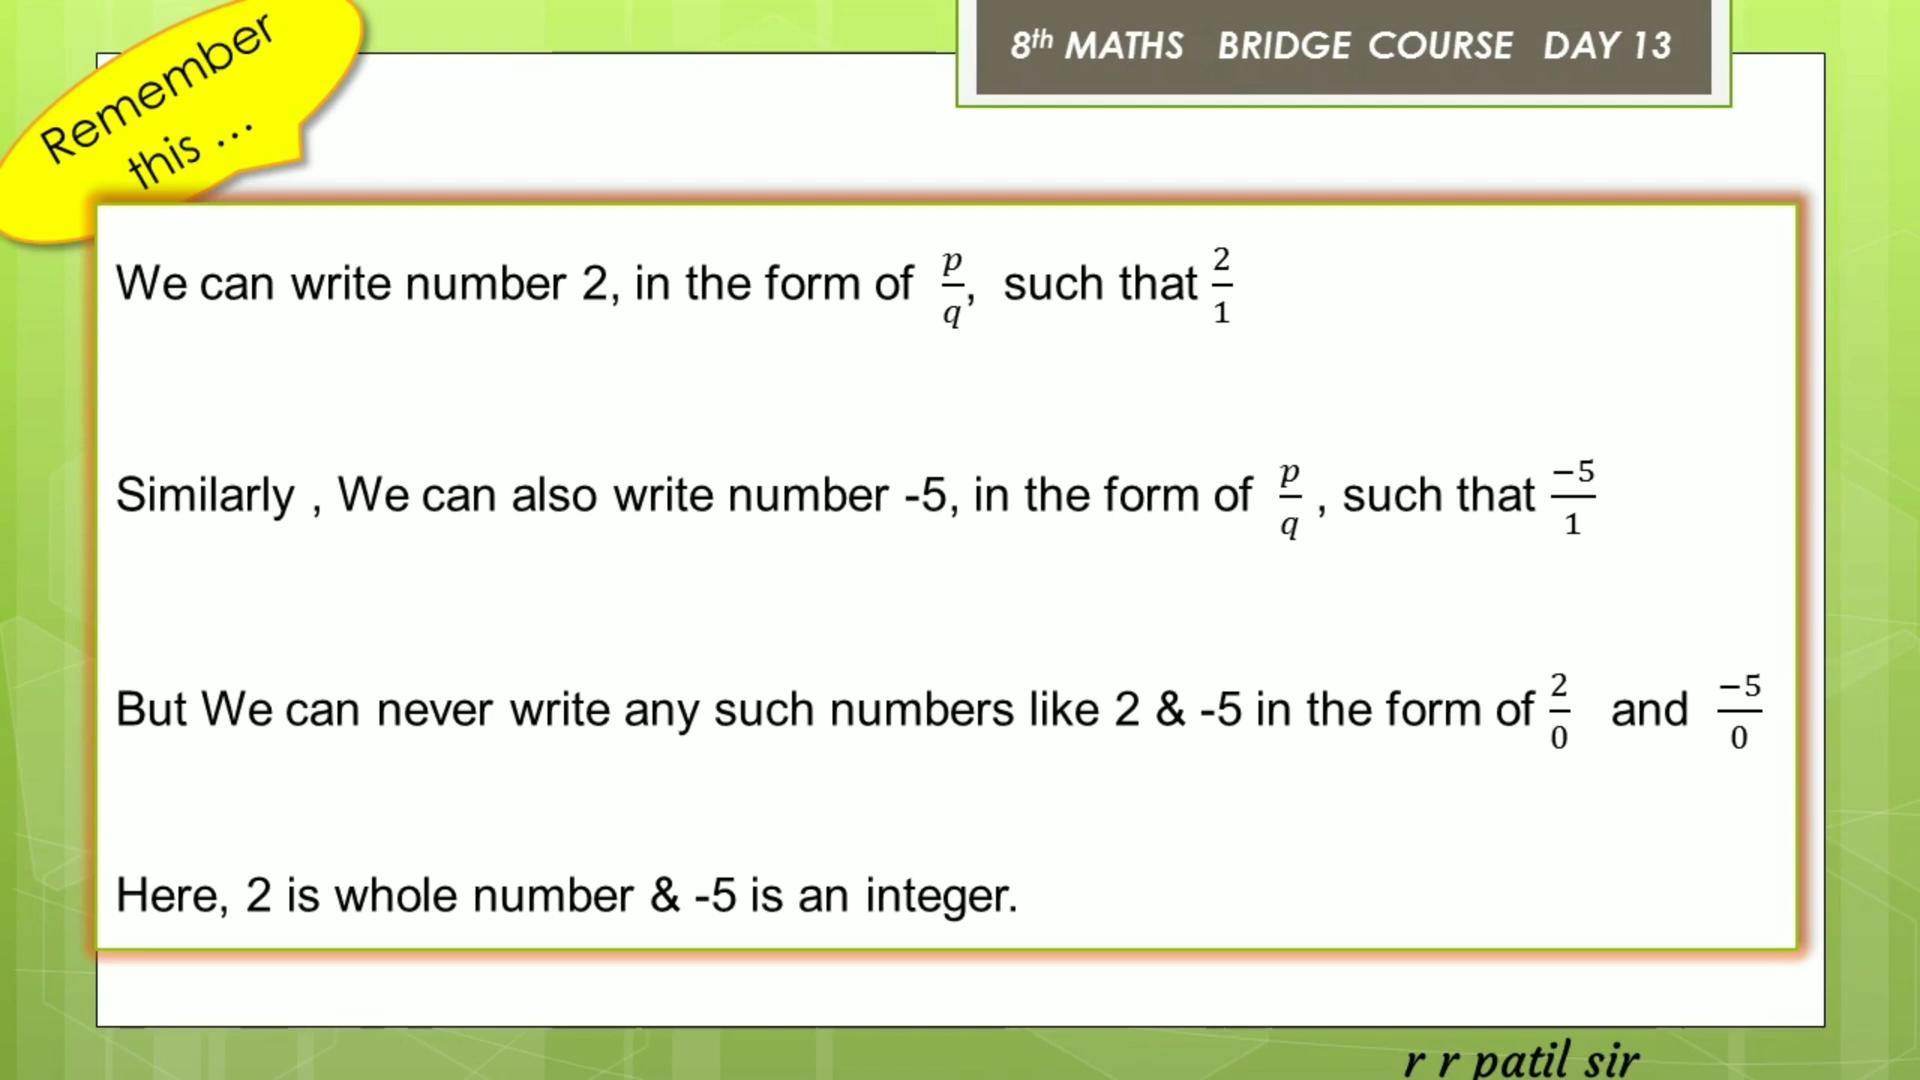 Remember
this ...
8th MATHS BRIDGE COURSE DAY 13
We can write number 2, in the form of p/q, such that 2/1
Similarly , We can also write number -5, in the form of p/q , such that −5/1
But We can never write any such numbers like 2 & -5 in the form of 2/0 and −5/0
Here, 2 is whole number & -5 is an integer.
r r patil sir